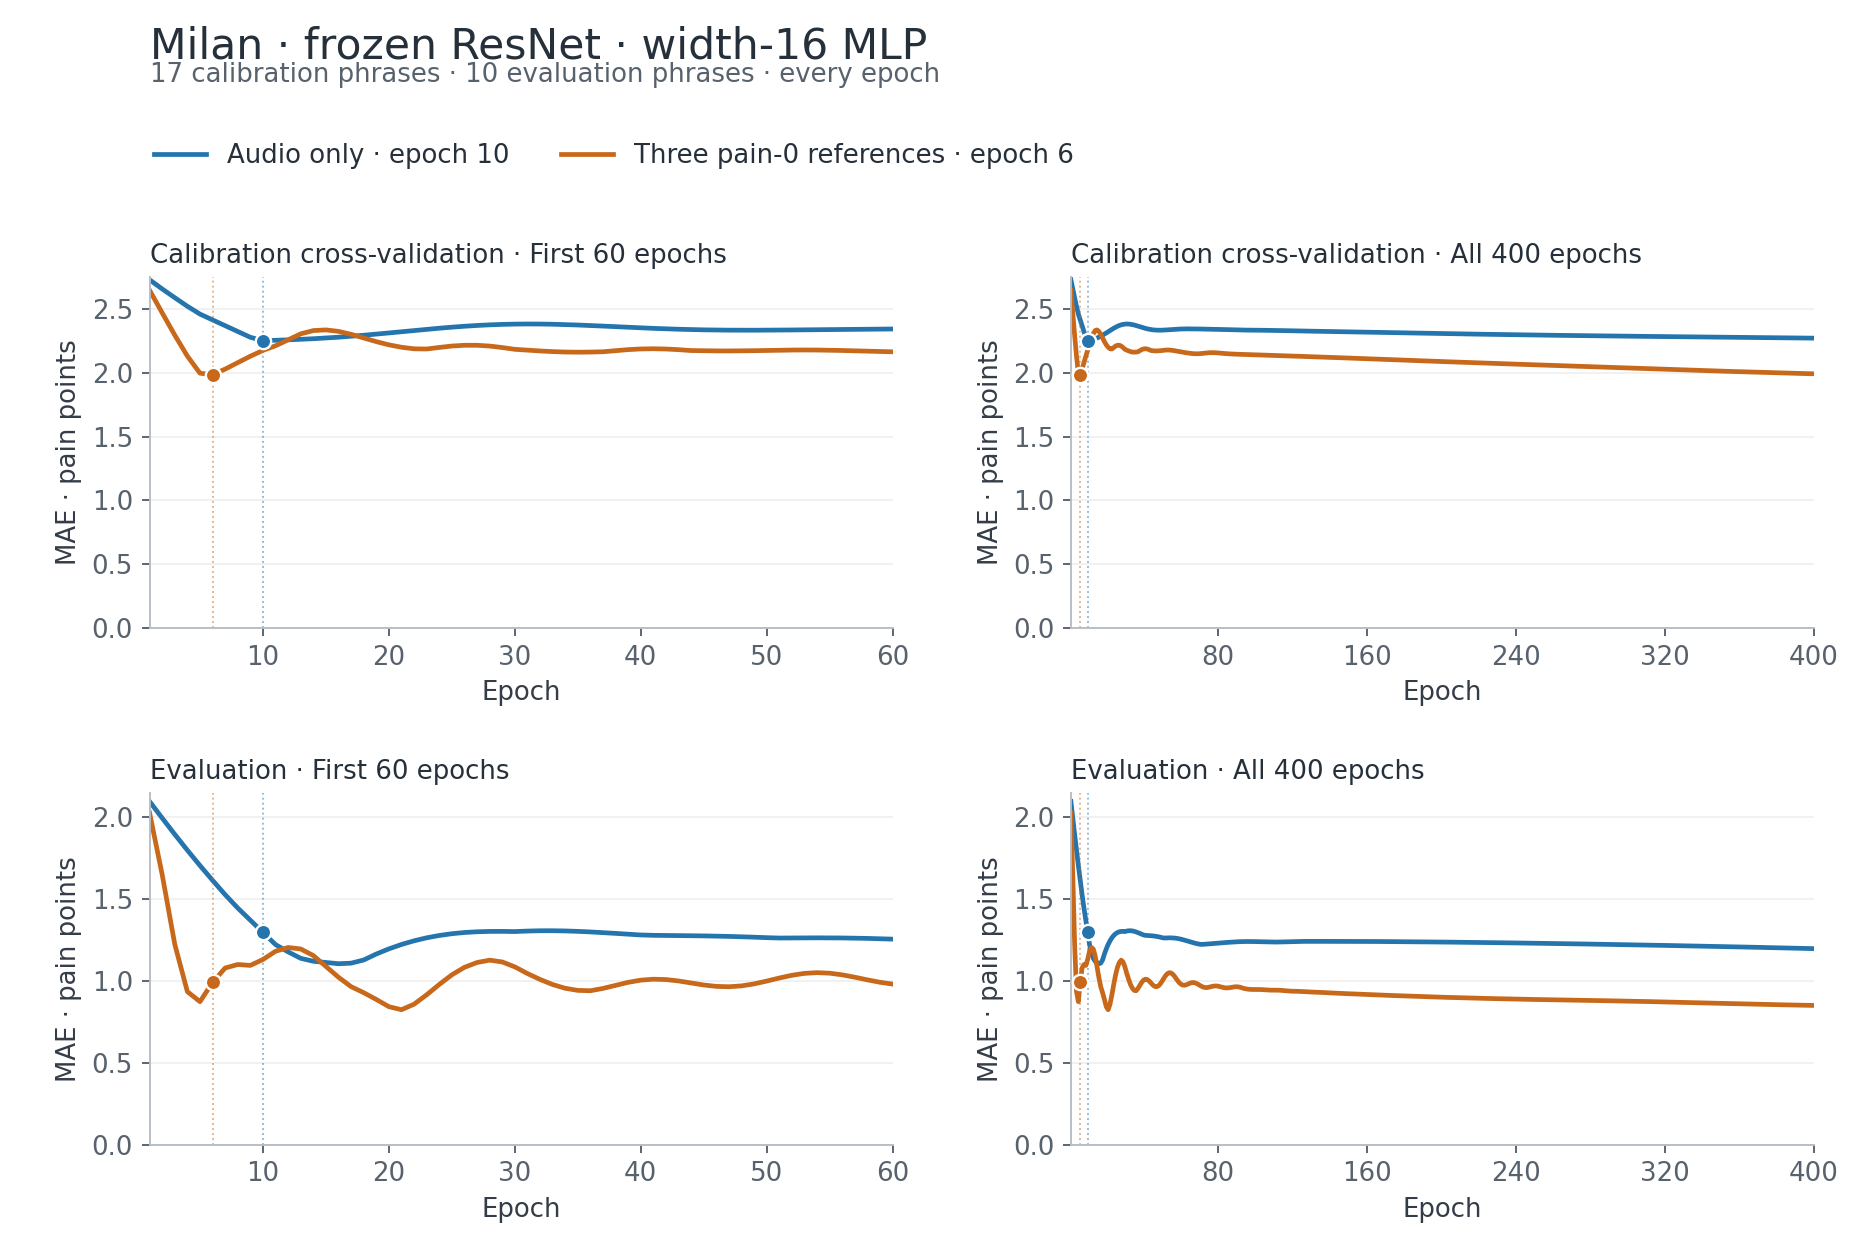 Milan · frozen ResNet · width-16 MLP
17 calibration phrases · 10 evaluation phrases · every epoch
Audio only · epoch 10
Three pain-0 references · epoch 6
Calibration cross-validation · First 60 epochs
MAE · pain points
2.5
2.0
1.5
1.0
0.5
0.0
10 20 30 40 50 60
Epoch
Calibration cross-validation · All 400 epochs
MAE · pain points
2.5
2.0
1.5
1.0
0.5
0.0
80 160 240 320 400
Epoch
Evaluation · First 60 epochs
MAE · pain points
2.0
1.5
1.0
0.5
0.0
10 20 30 40 50 60
Epoch
Evaluation · All 400 epochs
MAE · pain points
2.0
1.5
1.0
0.5
0.0
80 160 240 320 400
Epoch